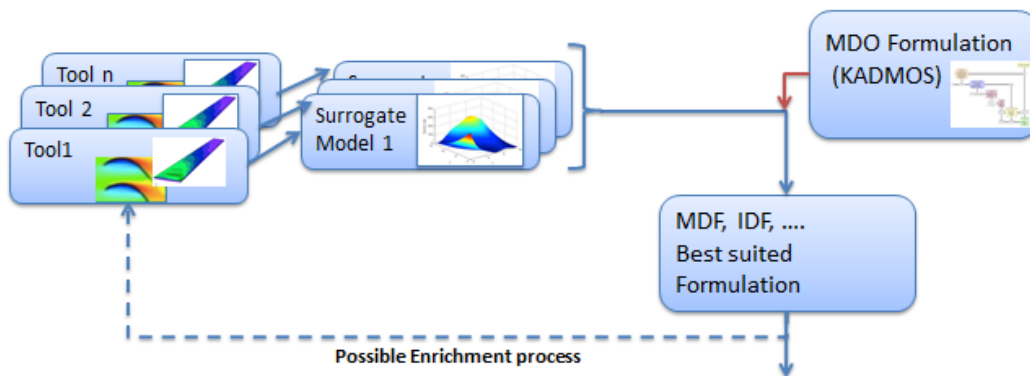 Tool n
Tool 2
Tool1
Surrogate
Model 1
MDO Formulation
(KADMOS)
MDF, IDF, ....
Best suited
Formulation
Possible Enrichment process